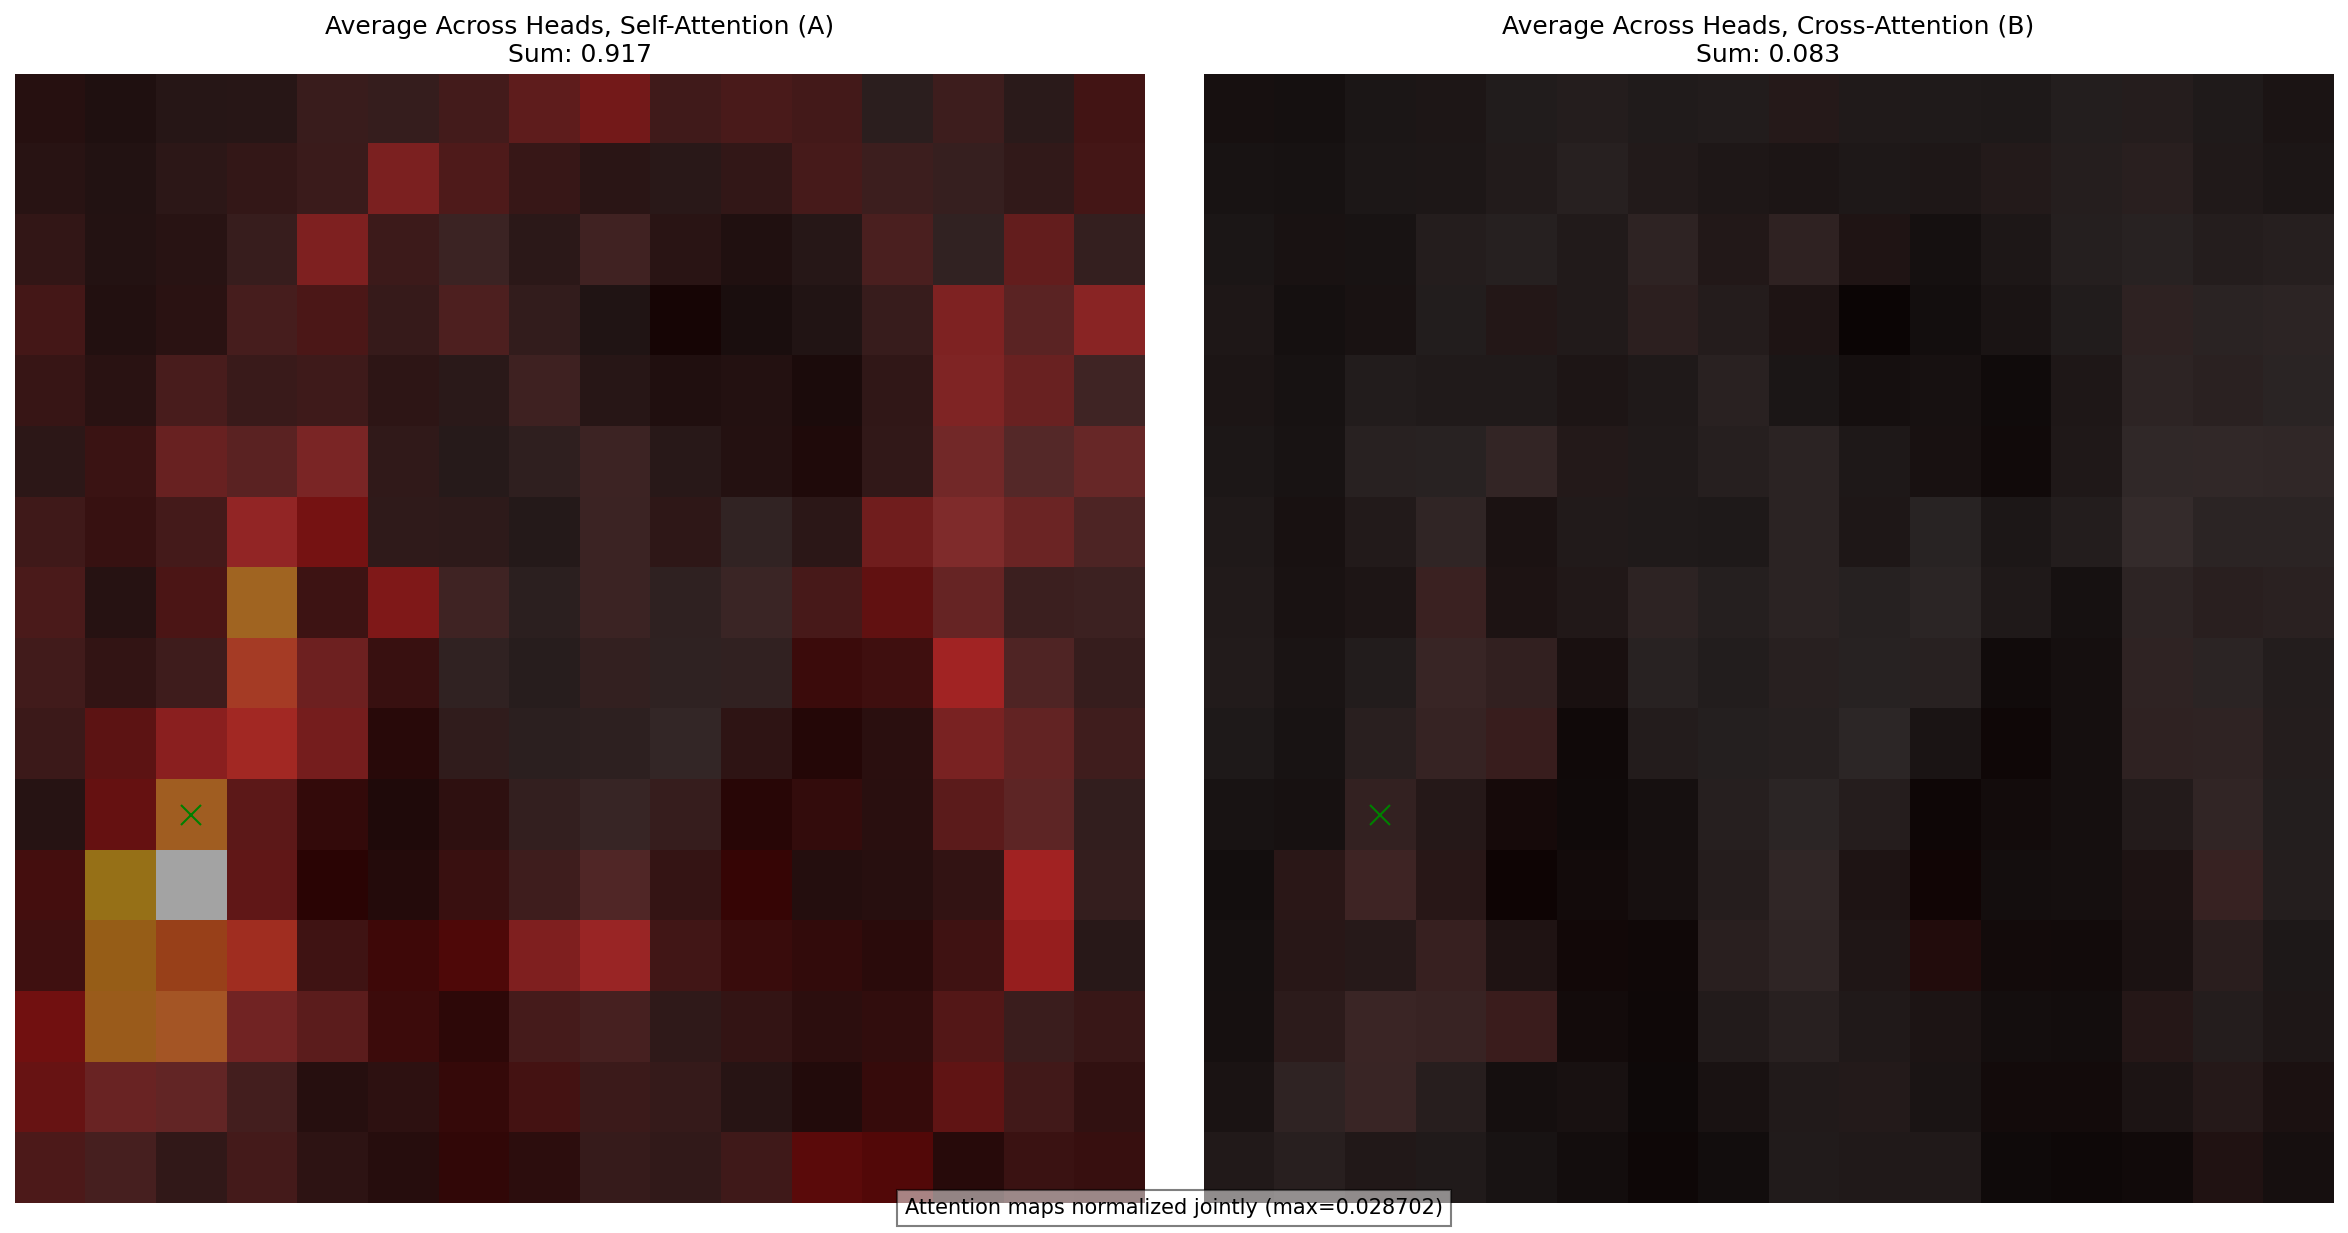 Average Across Heads, Self-Attention (A)
Sum: 0.917
Average Across Heads, Cross-Attention (B)
Sum: 0.083
Attention maps normalized jointly (max=0.028702)